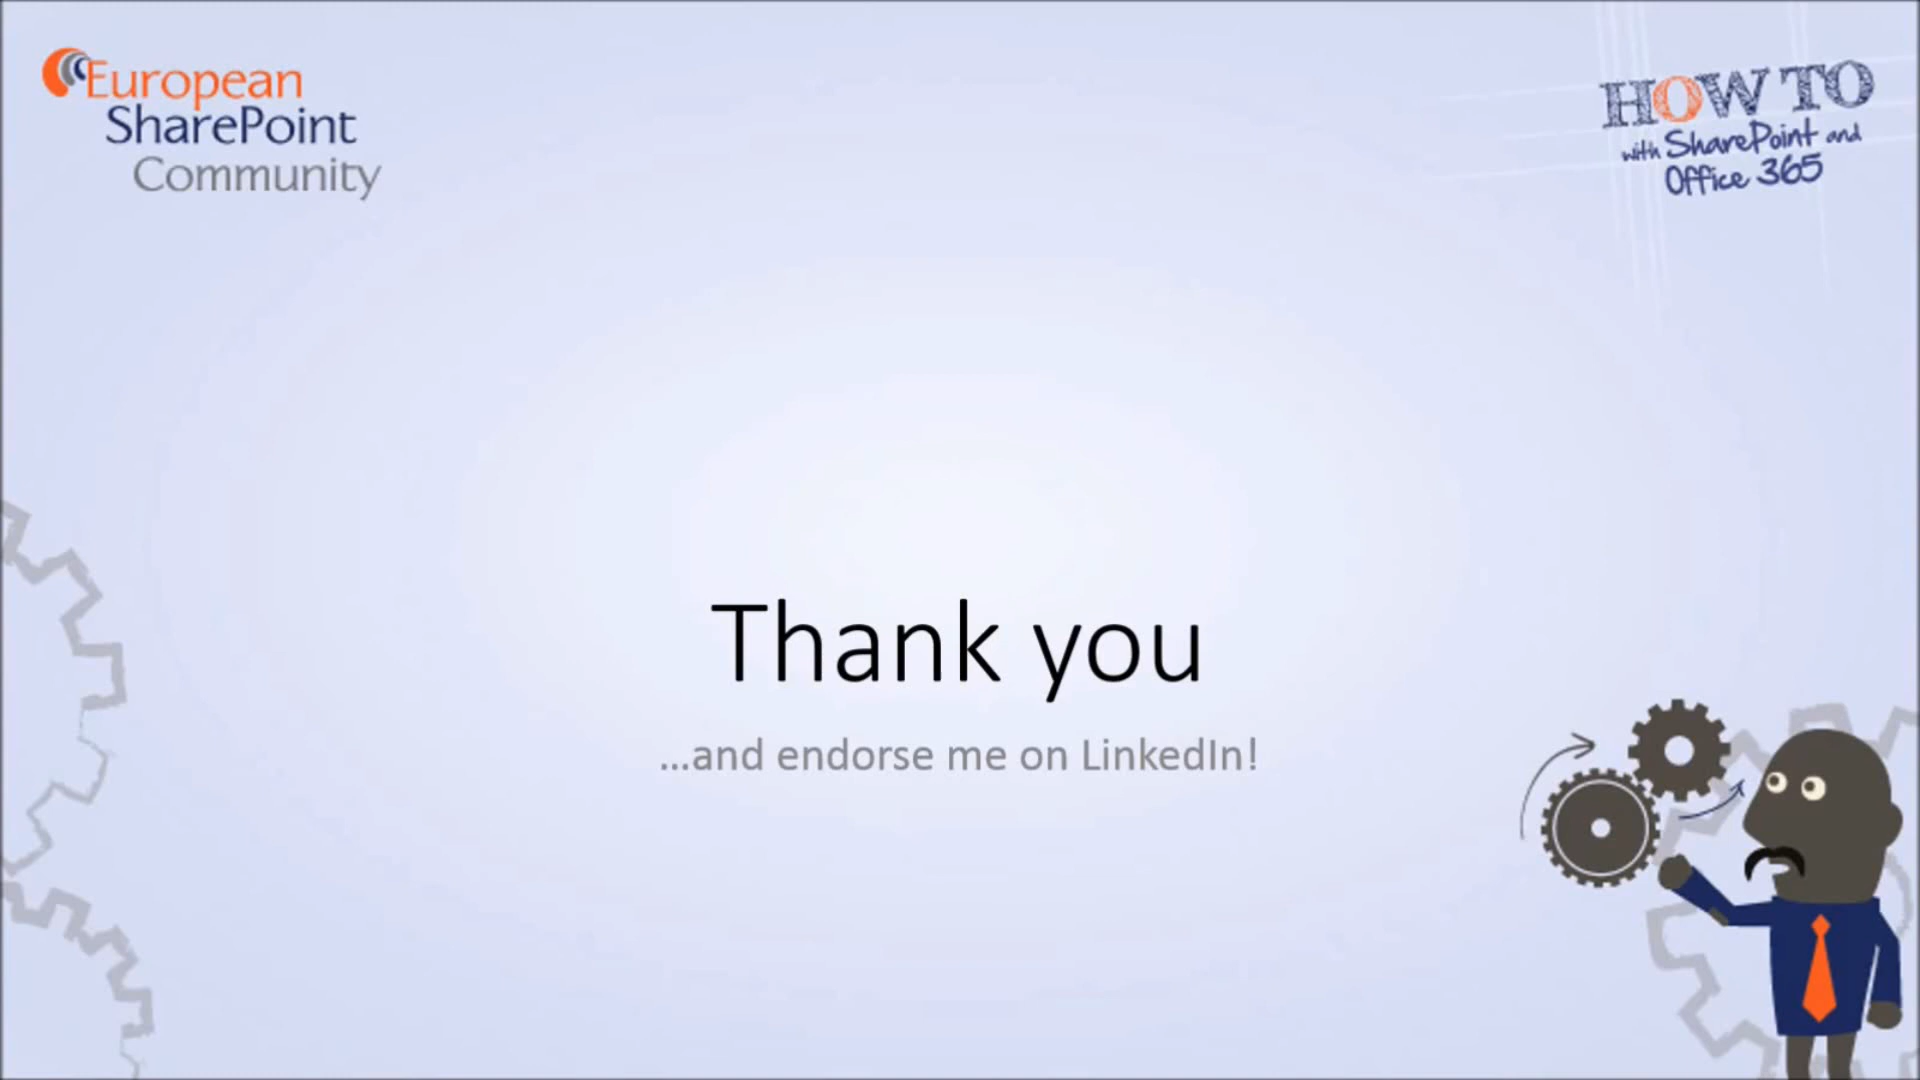 European
SharePoint
Community
HOW TO
with SharePoint and
Office 365
Thank you
...and endorse me on LinkedIn!